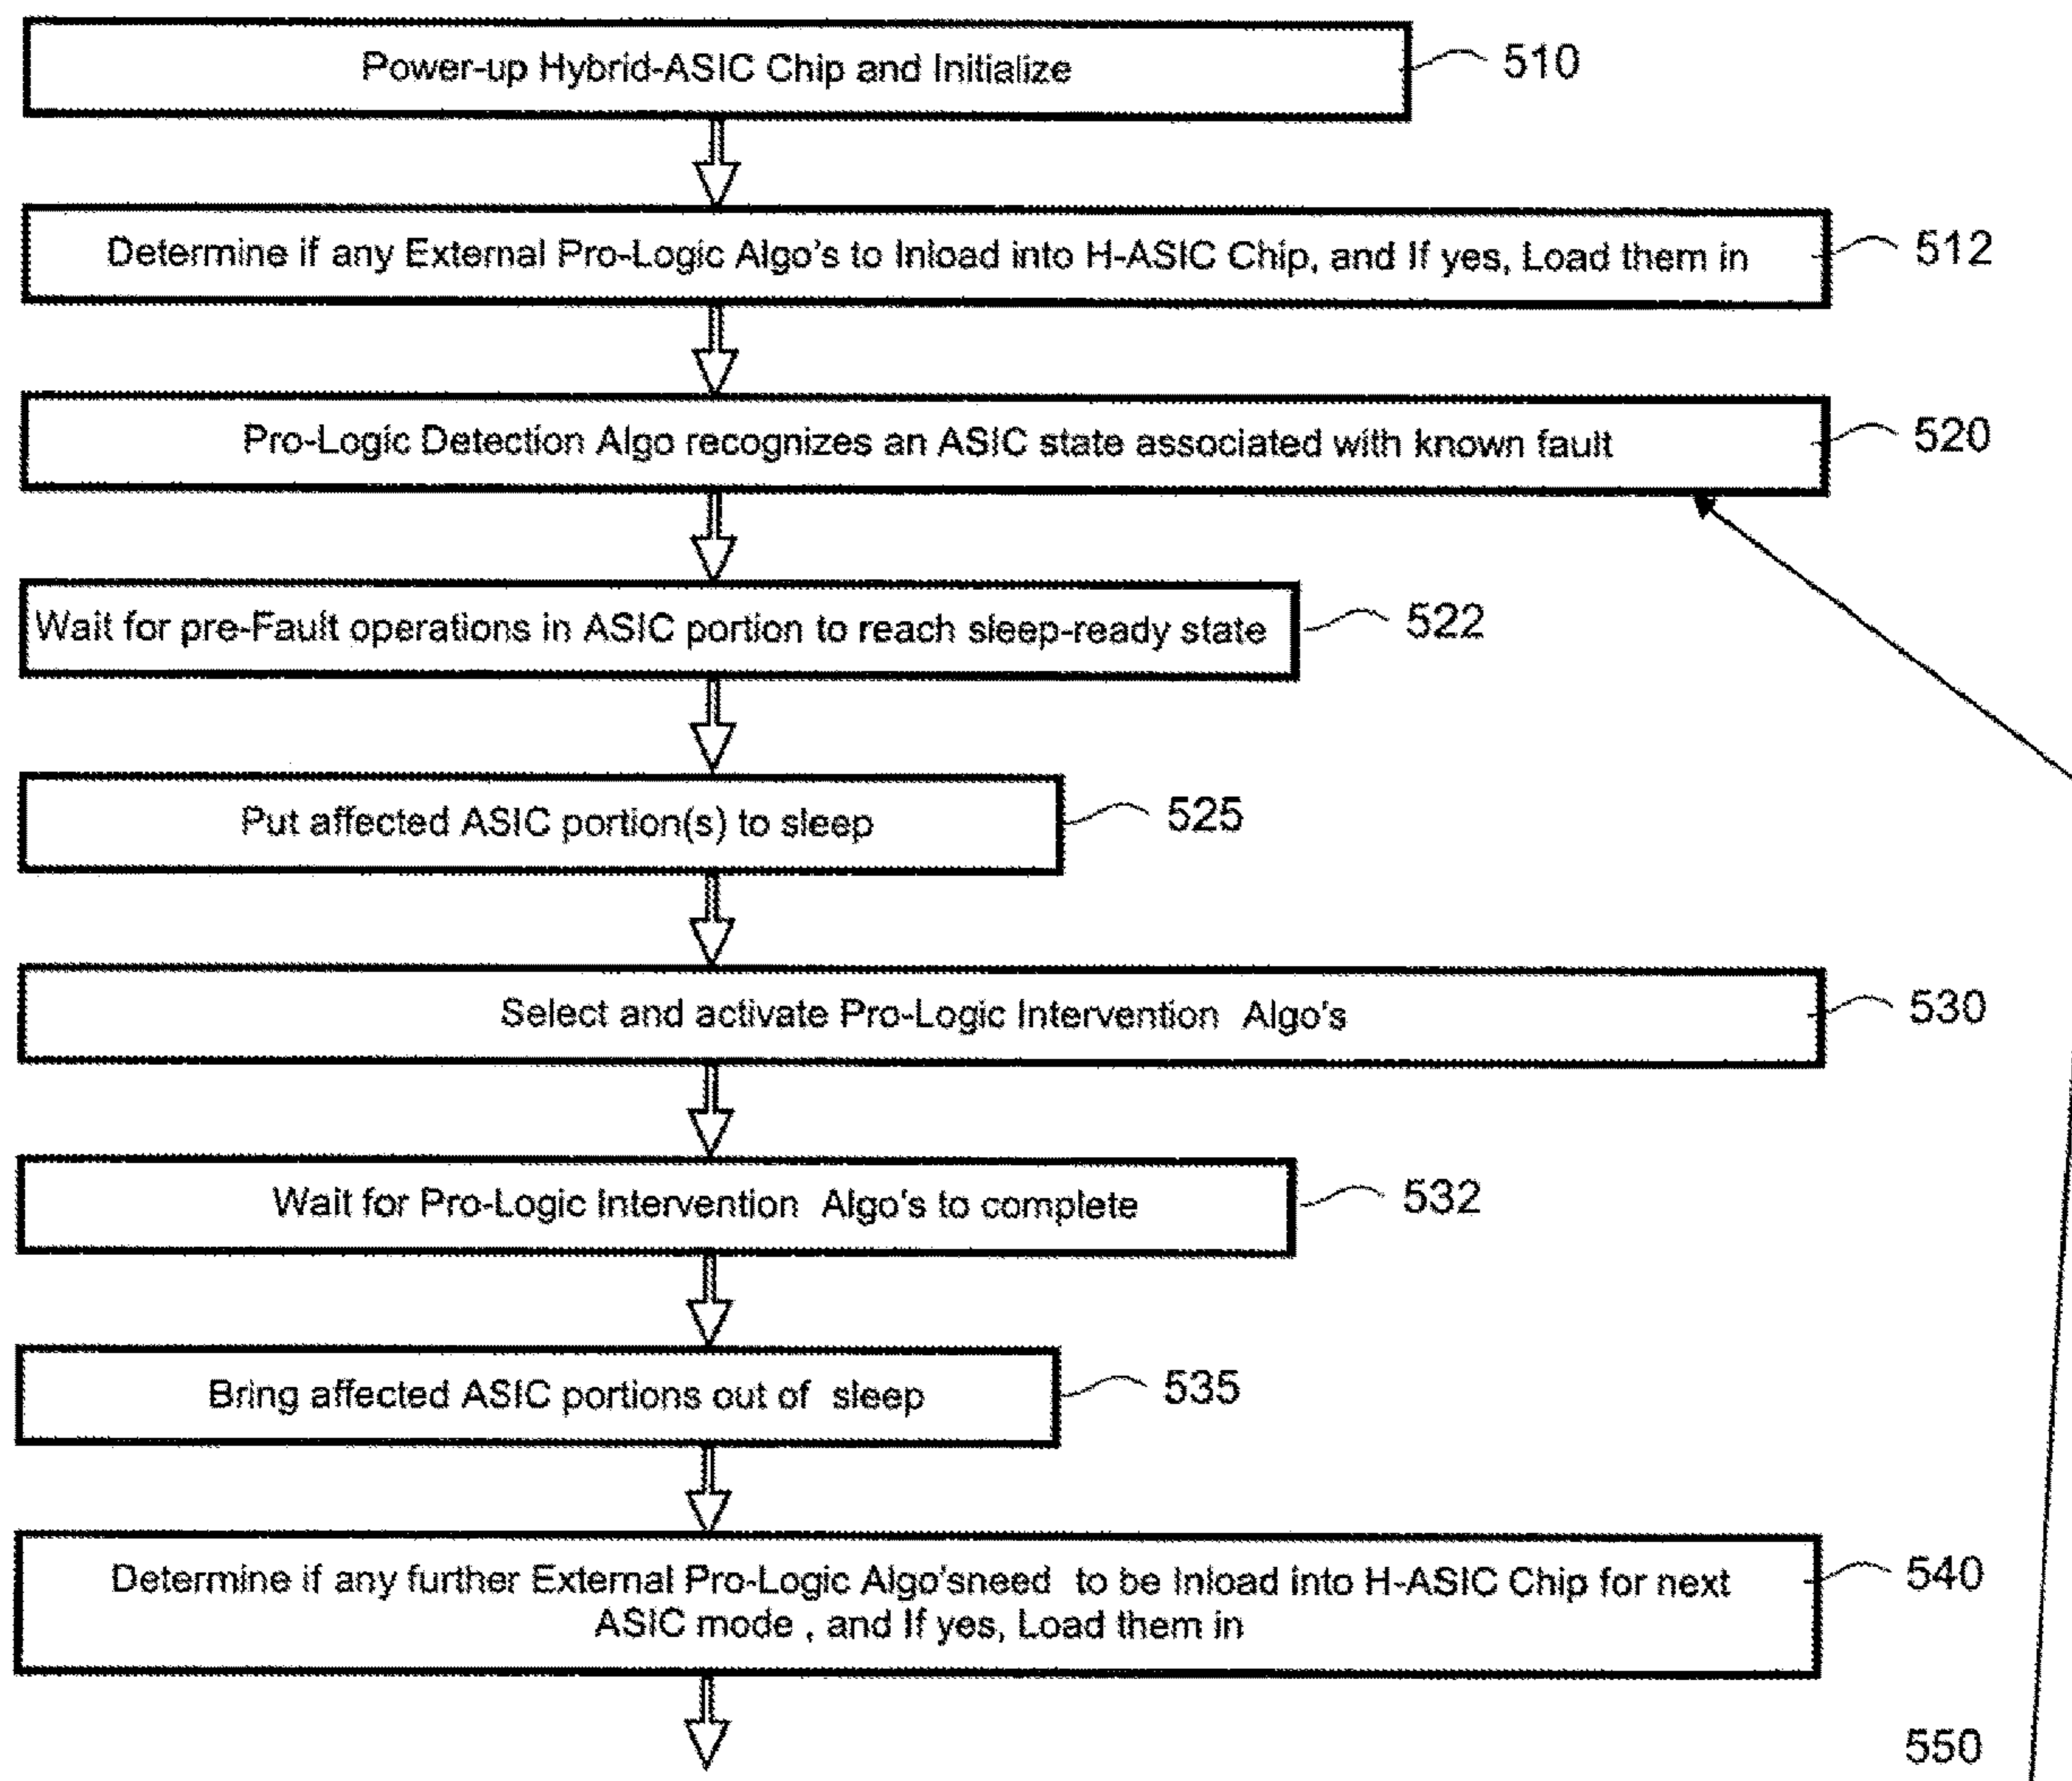 Power-up Hybrid-ASIC Chip and Initialize
510
Determine if any External Pro-Logic Algo's to Inload into H-ASIC Chip, and If yes, Load them in
512
Pro-Logic Detection Algo recognizes an ASIC state associated with known fault
520
Wait for pre-Fault operations in ASIC portion to reach sleep-ready state
522
Put affected ASIC portion(s) to sleep
525
Select and activate Pro-Logic Intervention Algo's
530
Wait for Pro-Logic Intervention Algo's to complete
532
Bring affected ASIC portions out of sleep
535
Determine if any further External Pro-Logic Algo'sneed to be Inload into H-ASIC Chip for next
ASIC mode , and If yes, Load them in
540
550